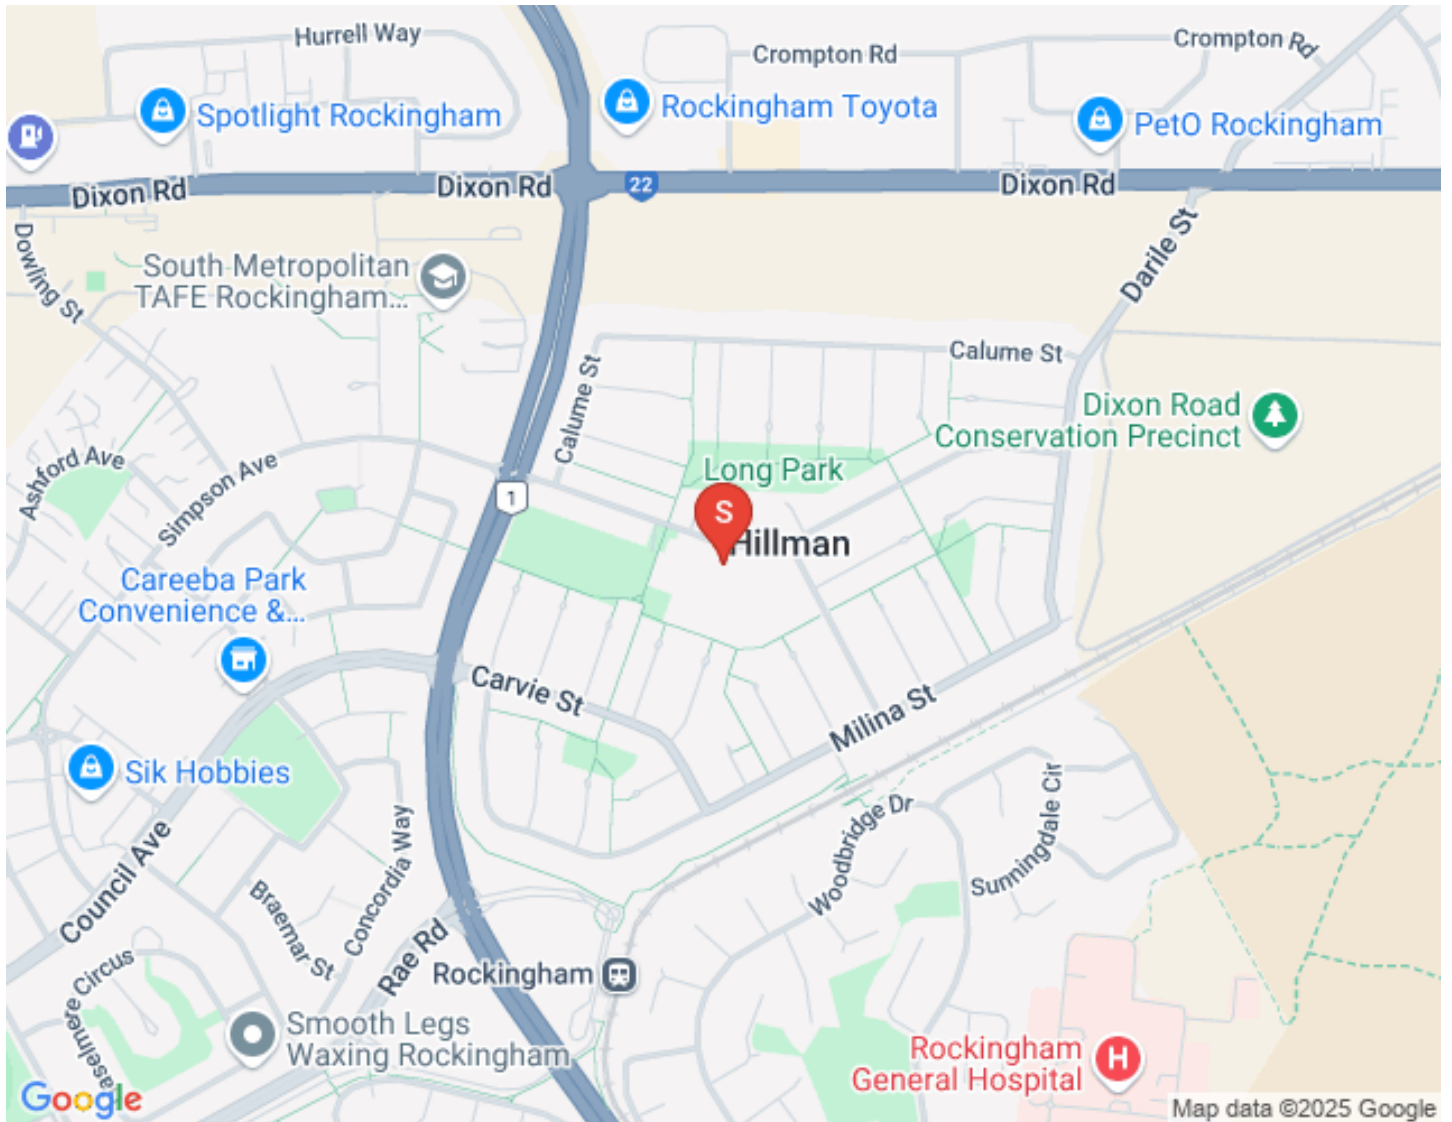 Hurrell Way
Crompton Rd
Crompton Rd
Spotlight Rockingham
Rockingham Toyota
PetO Rockingham
Dixon Rd
Dixon Rd
22
Dixon Rd
Dowling St
South Metropolitan
TAFE Rockingham...
Darile St
Calume St
Calume St
Dixon Road
Conservation Precinct
Ashford Ave
Simpson Ave
Long Park
1
S
Hillman
Careeba Park
Convenience &...
Carvie St
Milina St
Sik Hobbies
Council Ave
Concordia Way
Braemar St
Woodbridge Dr
Sunningdale Cir
Rae Rd
Rockingham
aselmere Circus
Smooth Legs
Waxing Rockingham
Rockingham
General Hospital
H
Google
Map data ©2025 Google